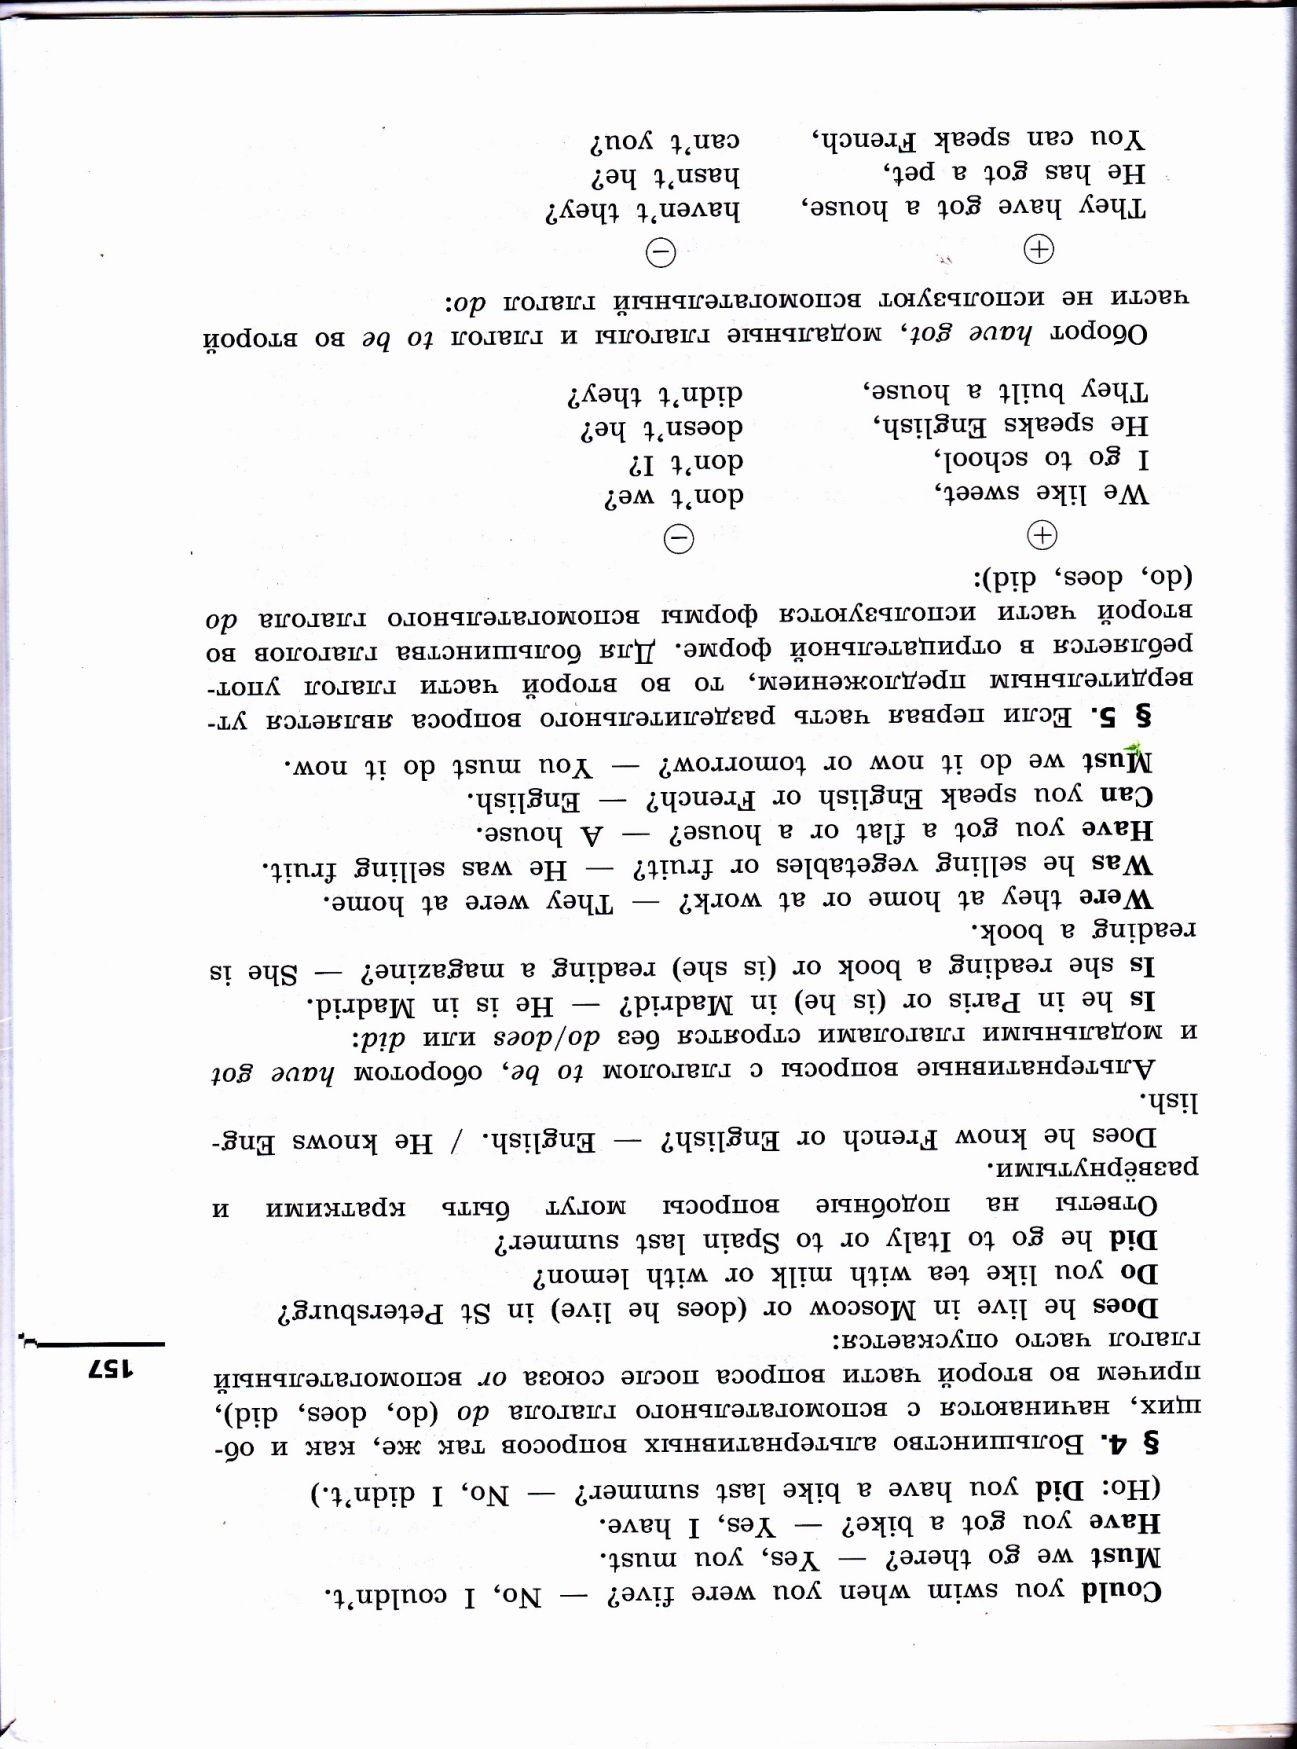 Could you swim when you were five? — No, I couldn't.
Must we go there? — Yes, you must.
Have you got a bike? — Yes, I have.
(Но: Did you have a bike last summer? — No, I didn't.)
§ 4. Большинство альтернативных вопросов так же, как и об-
щих, начинаются с вспомогательного глагола do (do, does, did),
причем во второй части вопроса после союза or вспомогательный
глагол часто опускается:
157
Does he live in Moscow or (does he live) in St Petersburg?
Do you like tea with milk or with lemon?
Did he go to Italy or to Spain last summer?
Ответы на подобные вопросы могут быть краткими и
развёрнутыми.
Does he know French or English? — English. / He knows Eng-
lish.
Альтернативные вопросы с глаголом to be, оборотом have got
и модальными глаголами строятся без do/does или did:
Is he in Paris or (is he) in Madrid? — He is in Madrid.
Is she reading a book or (is she) reading a magazine? — She is
reading a book.
Were they at home or at work? — They were at home.
Was he selling vegetables or fruit? — He was selling fruit.
Have you got a flat or a house? — A house.
Can you speak English or French? — English.
Must we do it now or tomorrow? — You must do it now.
§ 5. Если первая часть разделительного вопроса является ут-
вердительным предложением, то во второй части глагол упот-
ребляется в отрицательной форме. Для большинства глаголов во
второй части используются формы вспомогательного глагола do
(do, does, did):
+ −
We like sweet, don't we?
I go to school, don't I?
He speaks English, doesn't he?
They built a house, didn't they?
Оборот have got, модальные глаголы и глагол to be во второй
части не используют вспомогательный глагол do:
+ −
They have got a house, haven't they?
He has got a pet, hasn't he?
You can speak French, can't you?